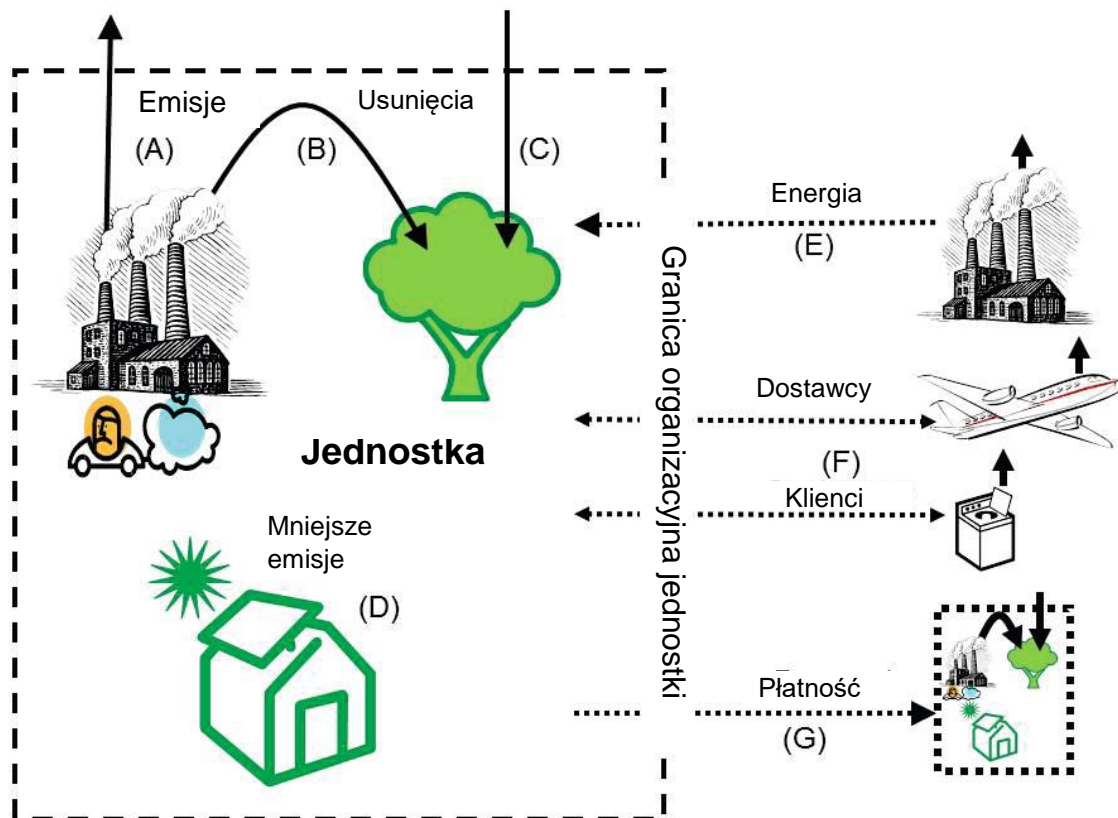 Emisje
Usunięcia
(A)
(B)
(C)
Energia
(E)
Granica organizacyjna jednostki
Dostawcy
Jednostka
(F)
Klienci
Mniejsze
emisje
(D)
Płatność
(G)